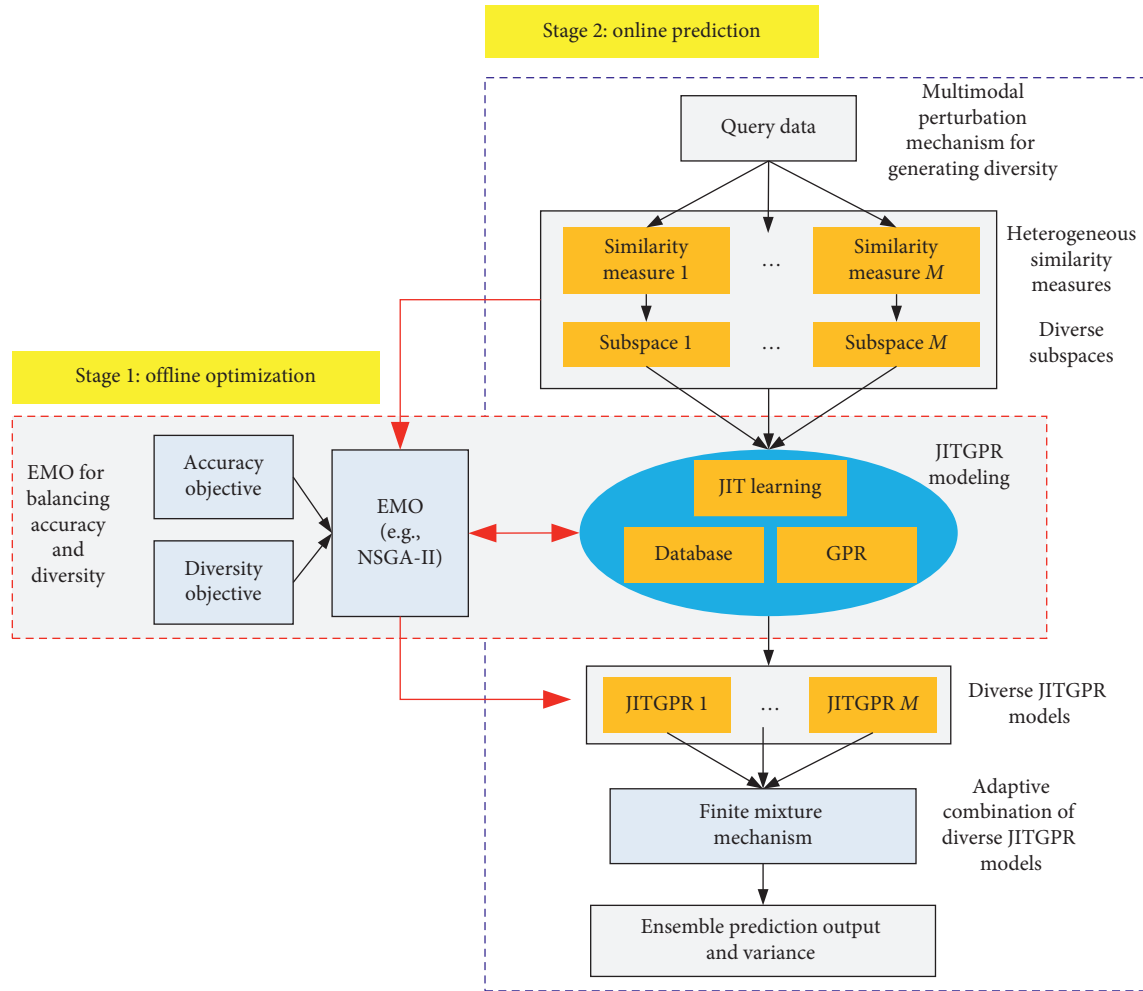 Stage 2: online prediction
Query data
Multimodal
perturbation
mechanism for
generating diversity
Similarity
measure 1
…
Similarity
measure M
Heterogeneous
similarity
measures
Subspace 1
…
Subspace M
Diverse
subspaces
Stage 1: offline optimization
EMO for
balancing
accuracy
and
diversity
Accuracy
objective
Diversity
objective
EMO
(e.g.,
NSGA-II)
JIT learning
Database
GPR
JITGPR
modeling
JITGPR 1
…
JITGPR M
Diverse JITGPR
models
Finite mixture
mechanism
Adaptive
combination of
diverse JITGPR
models
Ensemble prediction output
and variance